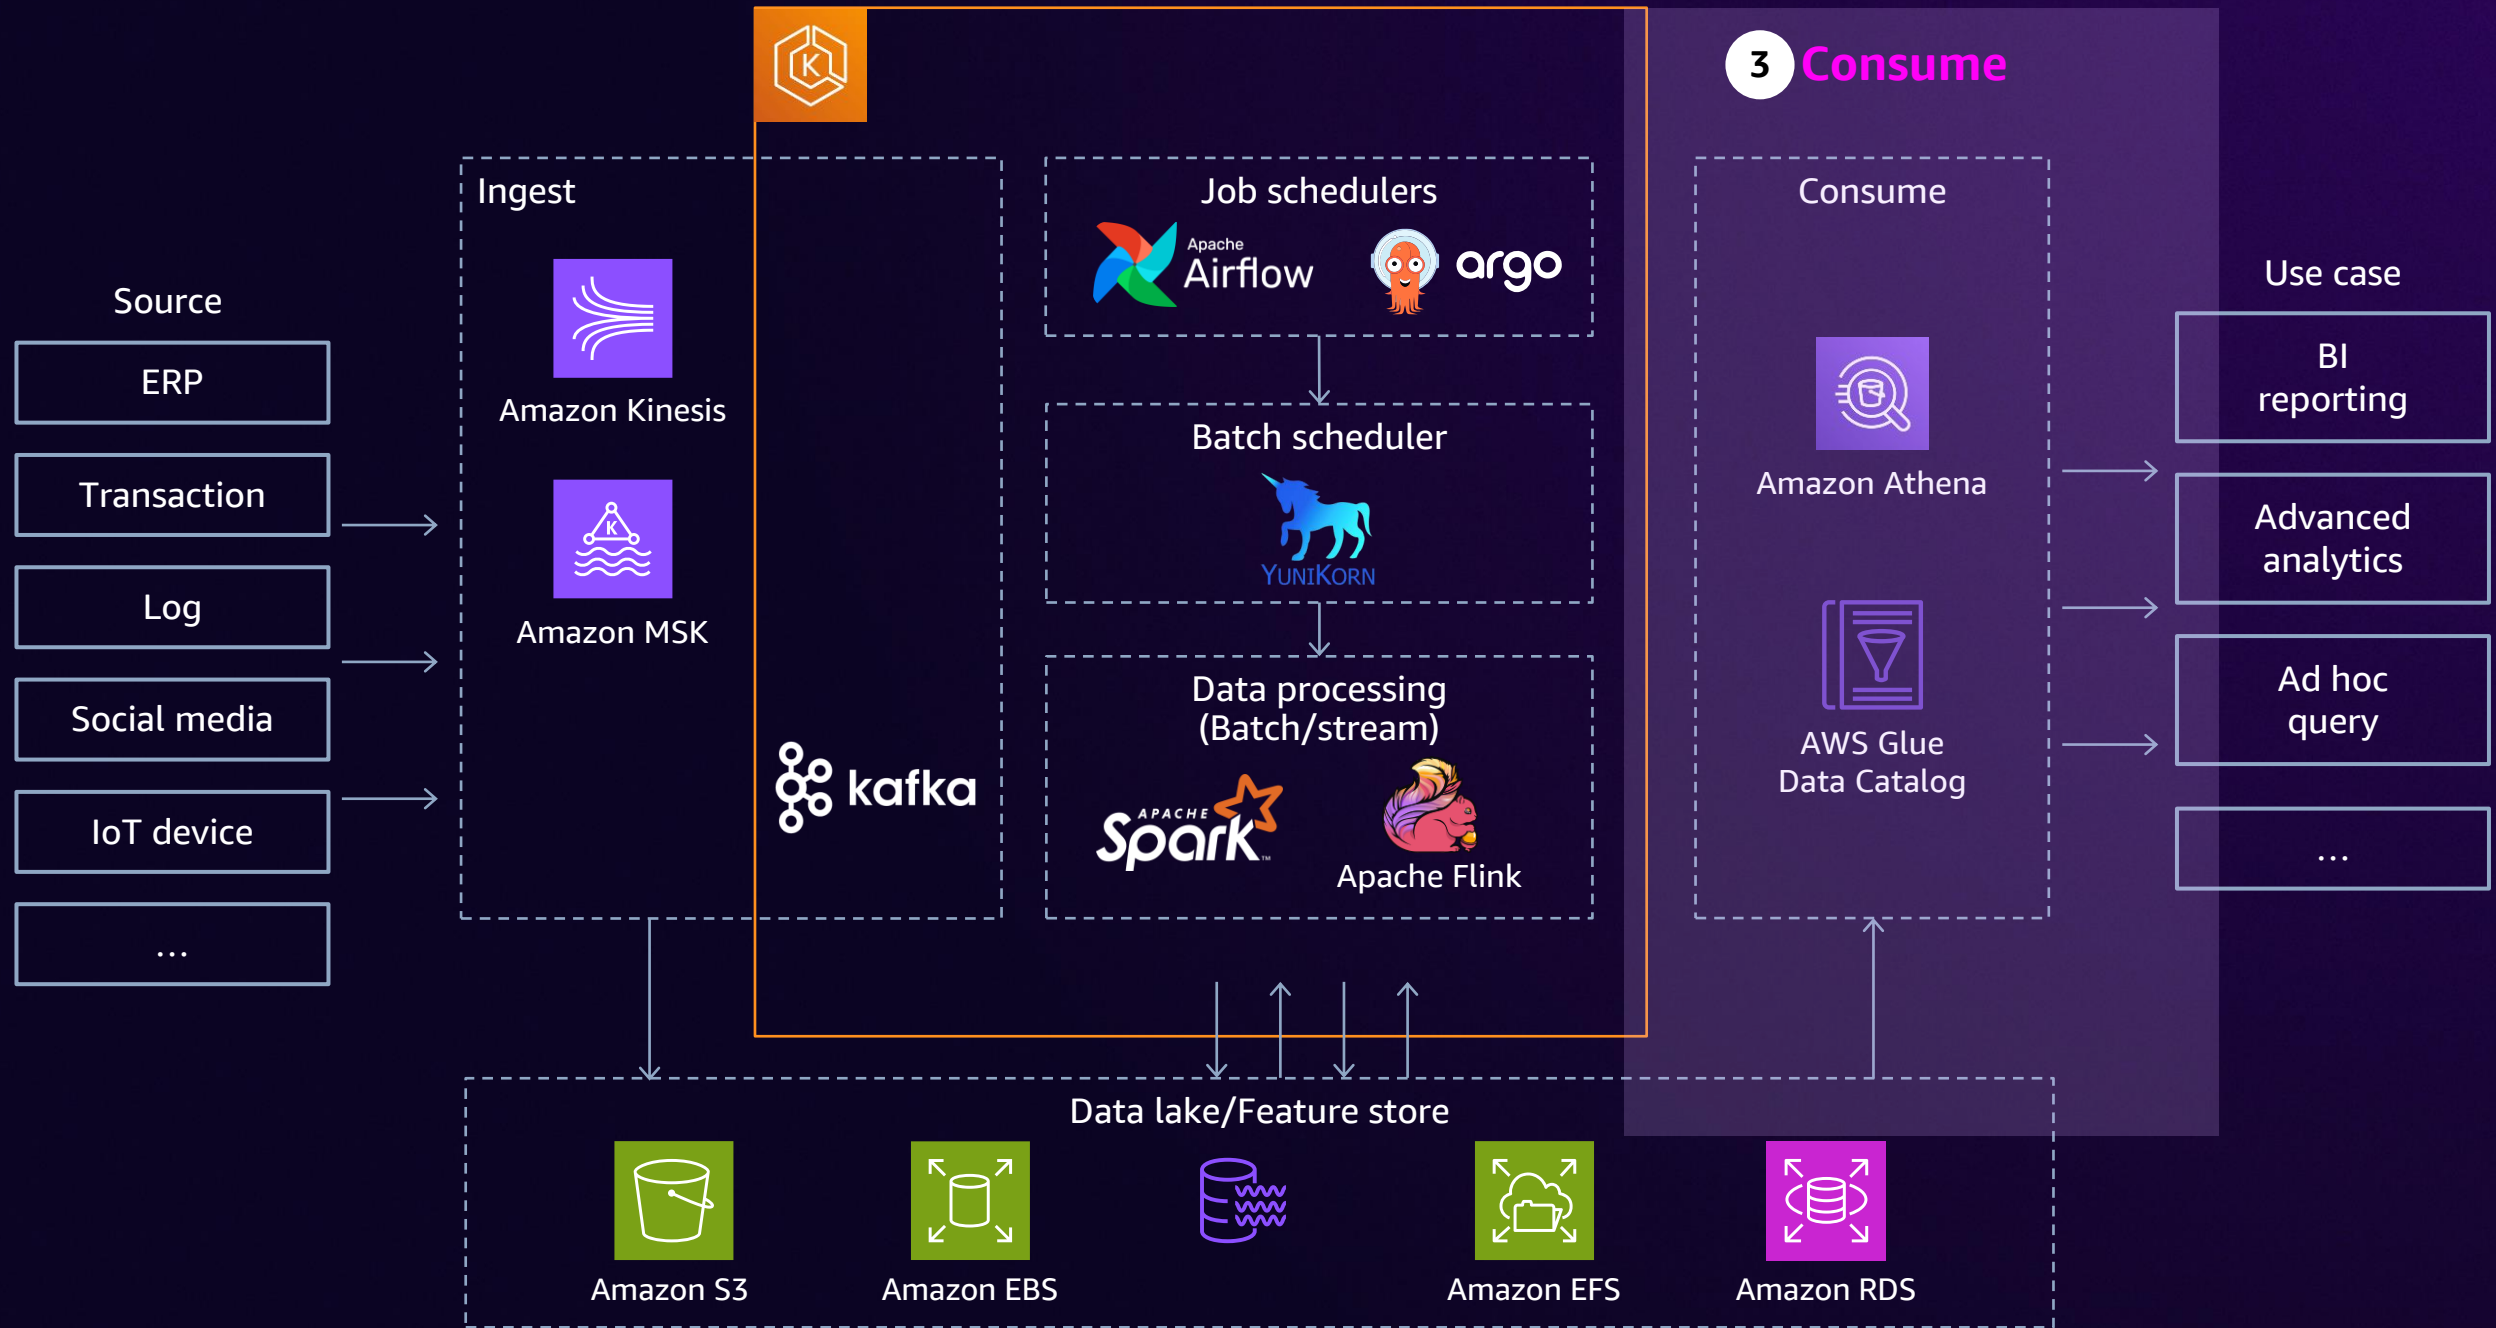 K
3 Consume
Source
ERP
Transaction
Log
Social media
IoT device
...
Ingest
Amazon Kinesis
K
Amazon MSK
kafka
Job schedulers
Apache
Airflow
argo
Batch scheduler
YUNIKORN
Data processing
(Batch/stream)
APACHE
Spark™
Apache Flink
Consume
Amazon Athena
AWS Glue
Data Catalog
Use case
BI
reporting
Advanced
analytics
Ad hoc
query
...
Data lake/Feature store
Amazon S3
Amazon EBS
Amazon EFS
Amazon RDS